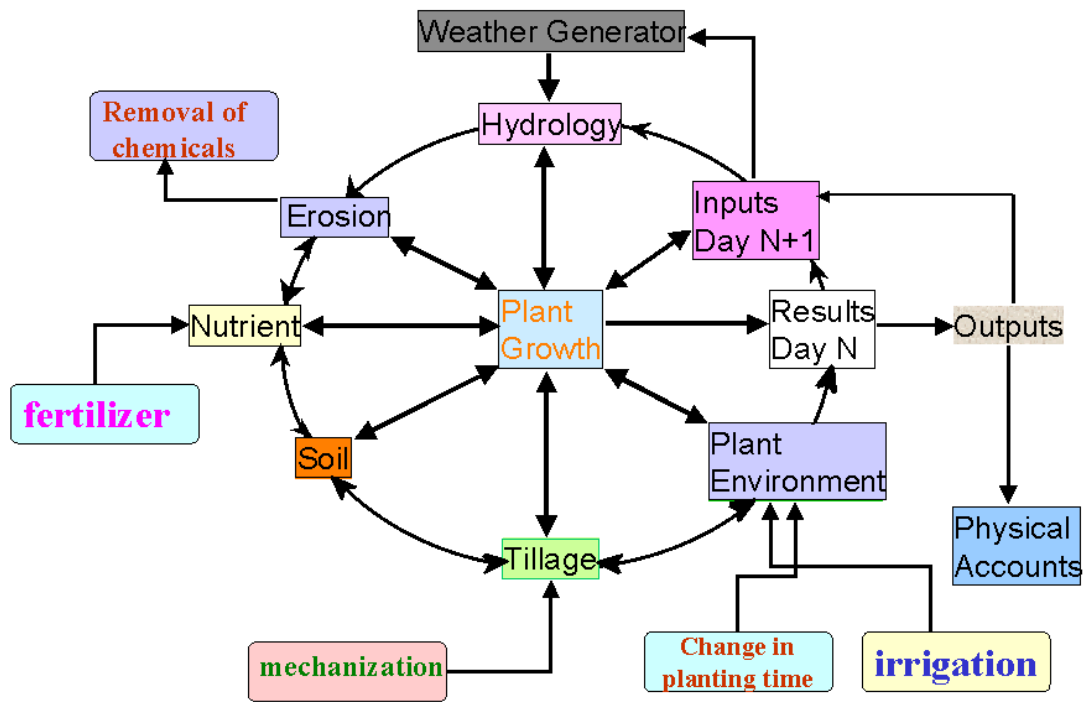 Weather Generator
Removal of
chemicals
Hydrology
Erosion
Inputs
Day N+1
Nutrient
Plant
Growth
Results
Day N
Outputs
fertilizer
Soil
Plant
Environment
Tillage
Physical
Accounts
mechanization
Change in
planting time
irrigation